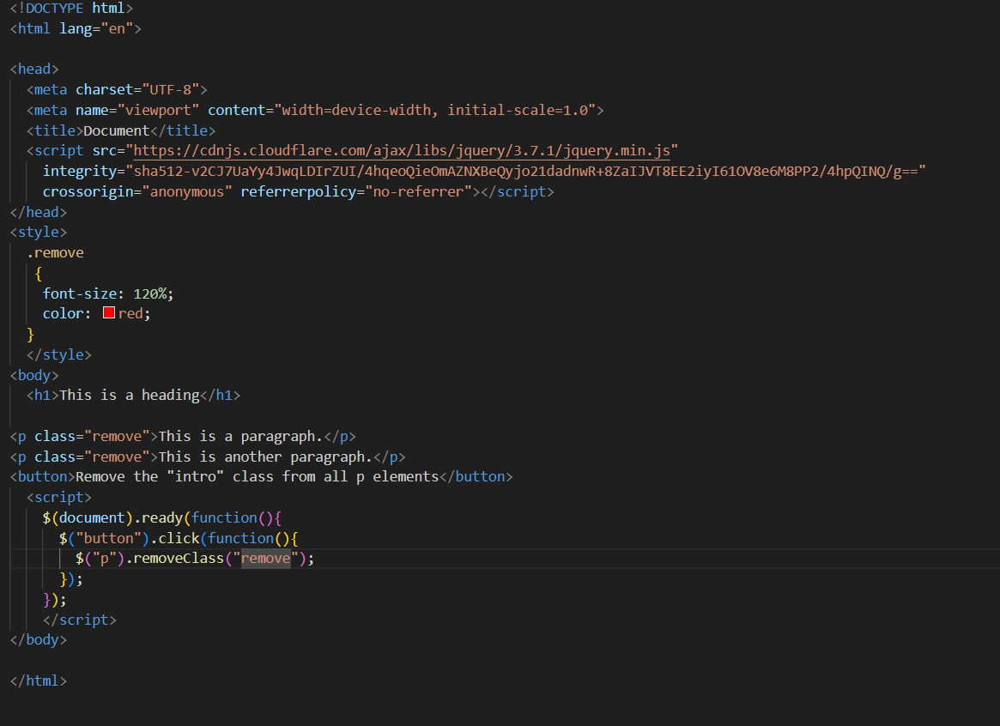 <!DOCTYPE html>
<html lang="en">
<head>
<meta charset="UTF-8">
<meta name="viewport" content="width=device-width, initial-scale=1.0">
<title>Document</title>
<script src="https://cdnjs.cloudflare.com/ajax/libs/jquery/3.7.1/jquery.min.js"
integrity="sha512-v2CJ7UaYy4JwqLDIrZUI/4hqeoQieOmAZNXBeQyjo21dadnwR+8ZaIJVT8EE2iyI61OV8e6M8PP2/4hpQINQ/g=="
crossorigin="anonymous" referrerpolicy="no-referrer"></script>
</head>
<style>
.remove
{
font-size: 120%;
color: red;
}
</style>
<body>
<h1>This is a heading</h1>
<p class="remove">This is a paragraph.</p>
<p class="remove">This is another paragraph.</p>
<button>Remove the "intro" class from all p elements</button>
<script>
$(document).ready(function(){
$("button").click(function(){
$("p").removeClass("remove");
});
});
</script>
</body>
</html>